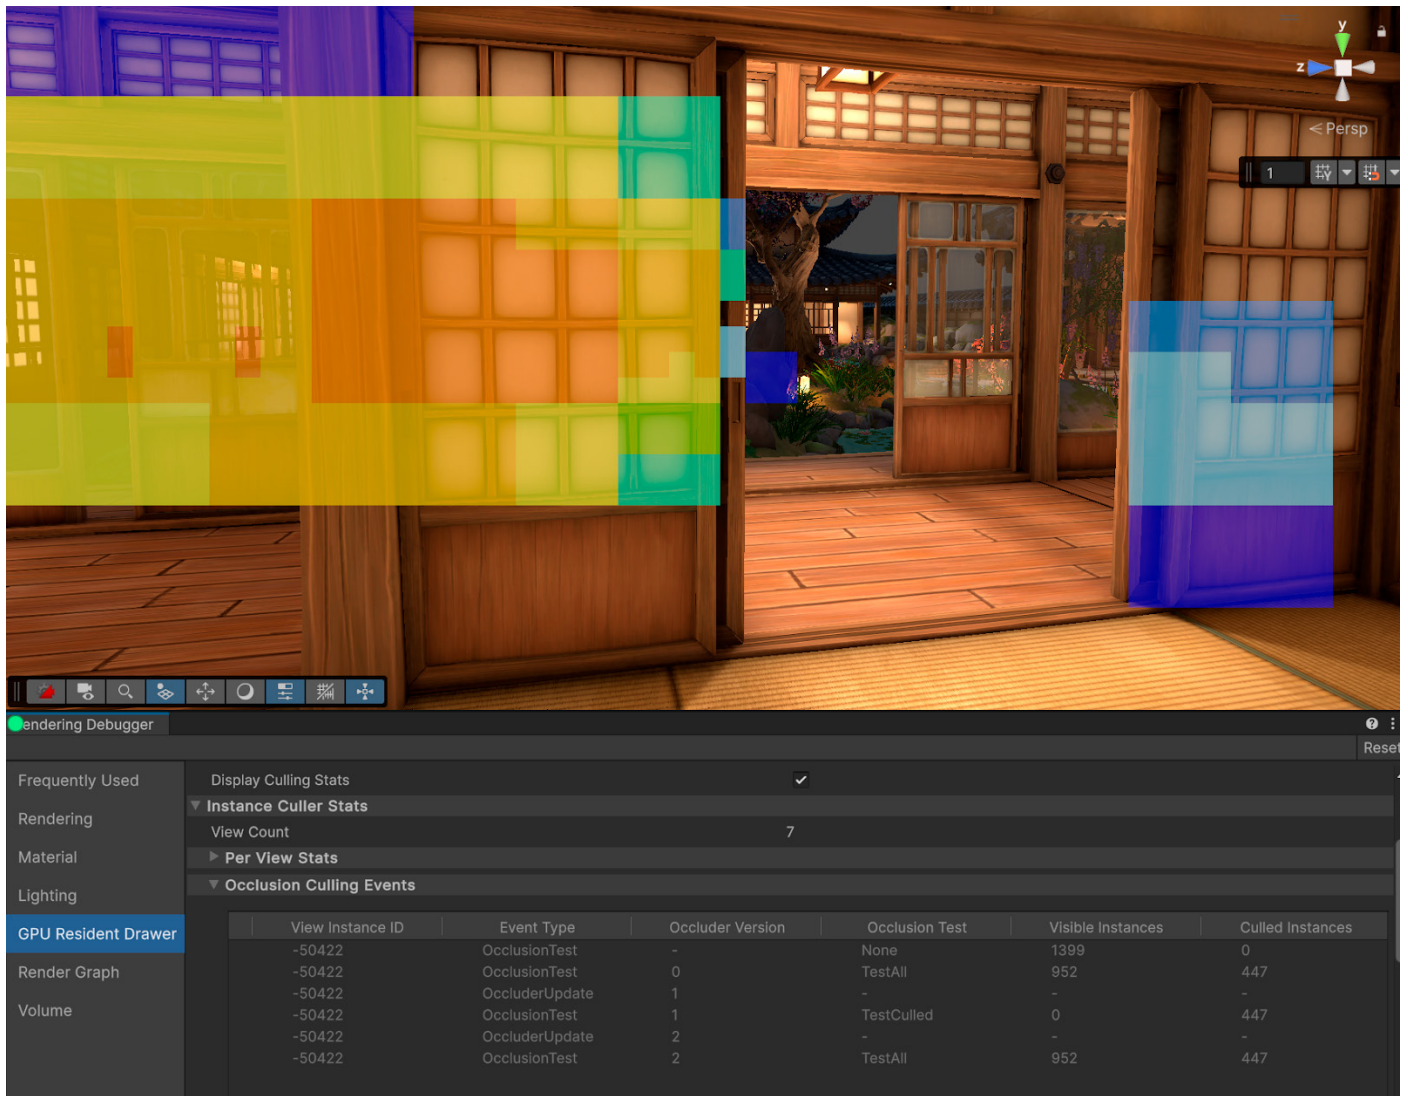 y
z
< Persp
1
endering Debugger
Reset
Frequently Used
Rendering
Material
Lighting
GPU Resident Drawer
Render Graph
Volume
Display Culling Stats
Instance Culler Stats
View Count 7
Per View Stats
Occlusion Culling Events
View Instance ID Event Type Occluder Version Occlusion Test Visible Instances Culled Instances
-50422 OcclusionTest - None 1399 0
-50422 OcclusionTest 0 TestAll 952 447
-50422 OccluderUpdate 1 - - -
-50422 OcclusionTest 1 TestCulled 0 447
-50422 OccluderUpdate 2 - - -
-50422 OcclusionTest 2 TestAll 952 447